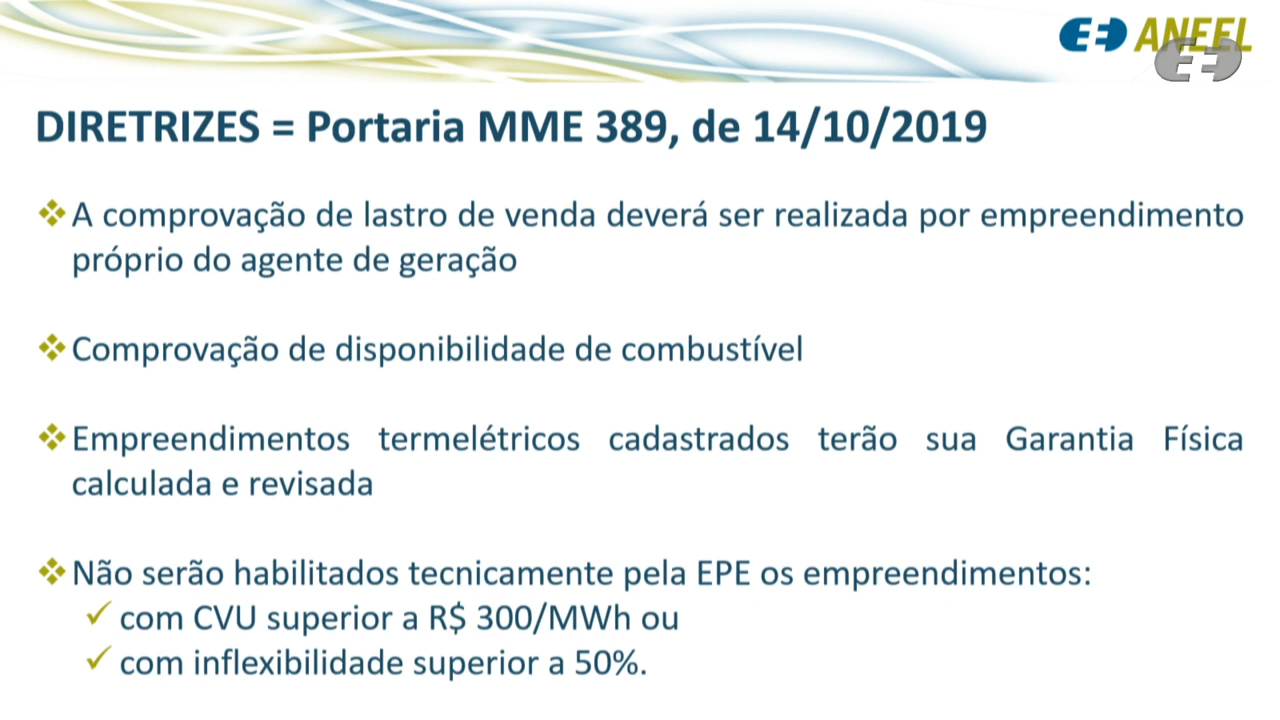 ANEEL
DIRETRIZES = Portaria MME 389, de 14/10/2019
A comprovação de lastro de venda deverá ser realizada por empreendimento
próprio do agente de geração
Comprovação de disponibilidade de combustível
Empreendimentos termelétricos cadastrados terão sua Garantia Física
calculada e revisada
Não serão habilitados tecnicamente pela EPE os empreendimentos:
com CVU superior a R$ 300/MWh ou
com inflexibilidade superior a 50%.